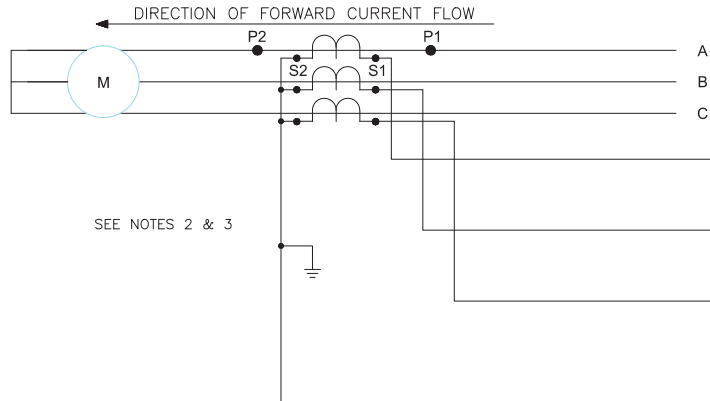 DIRECTION OF FORWARD CURRENT FLOW
P2
P1
A
S2
S1
M
B
C
SEE NOTES 2 & 3